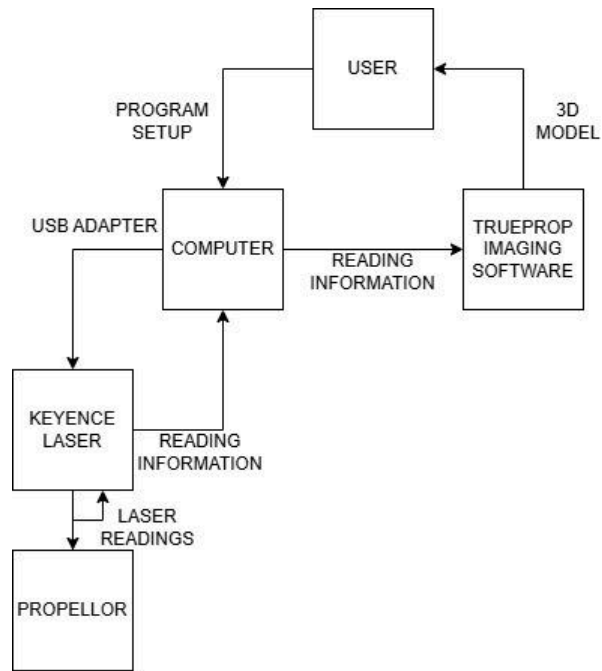 USER
PROGRAM
SETUP
3D
MODEL
USB ADAPTER
COMPUTER
READING
INFORMATION
TRUEPROP
IMAGING
SOFTWARE
KEYENCE
LASER
READING
INFORMATION
LASER
READINGS
PROPELLOR